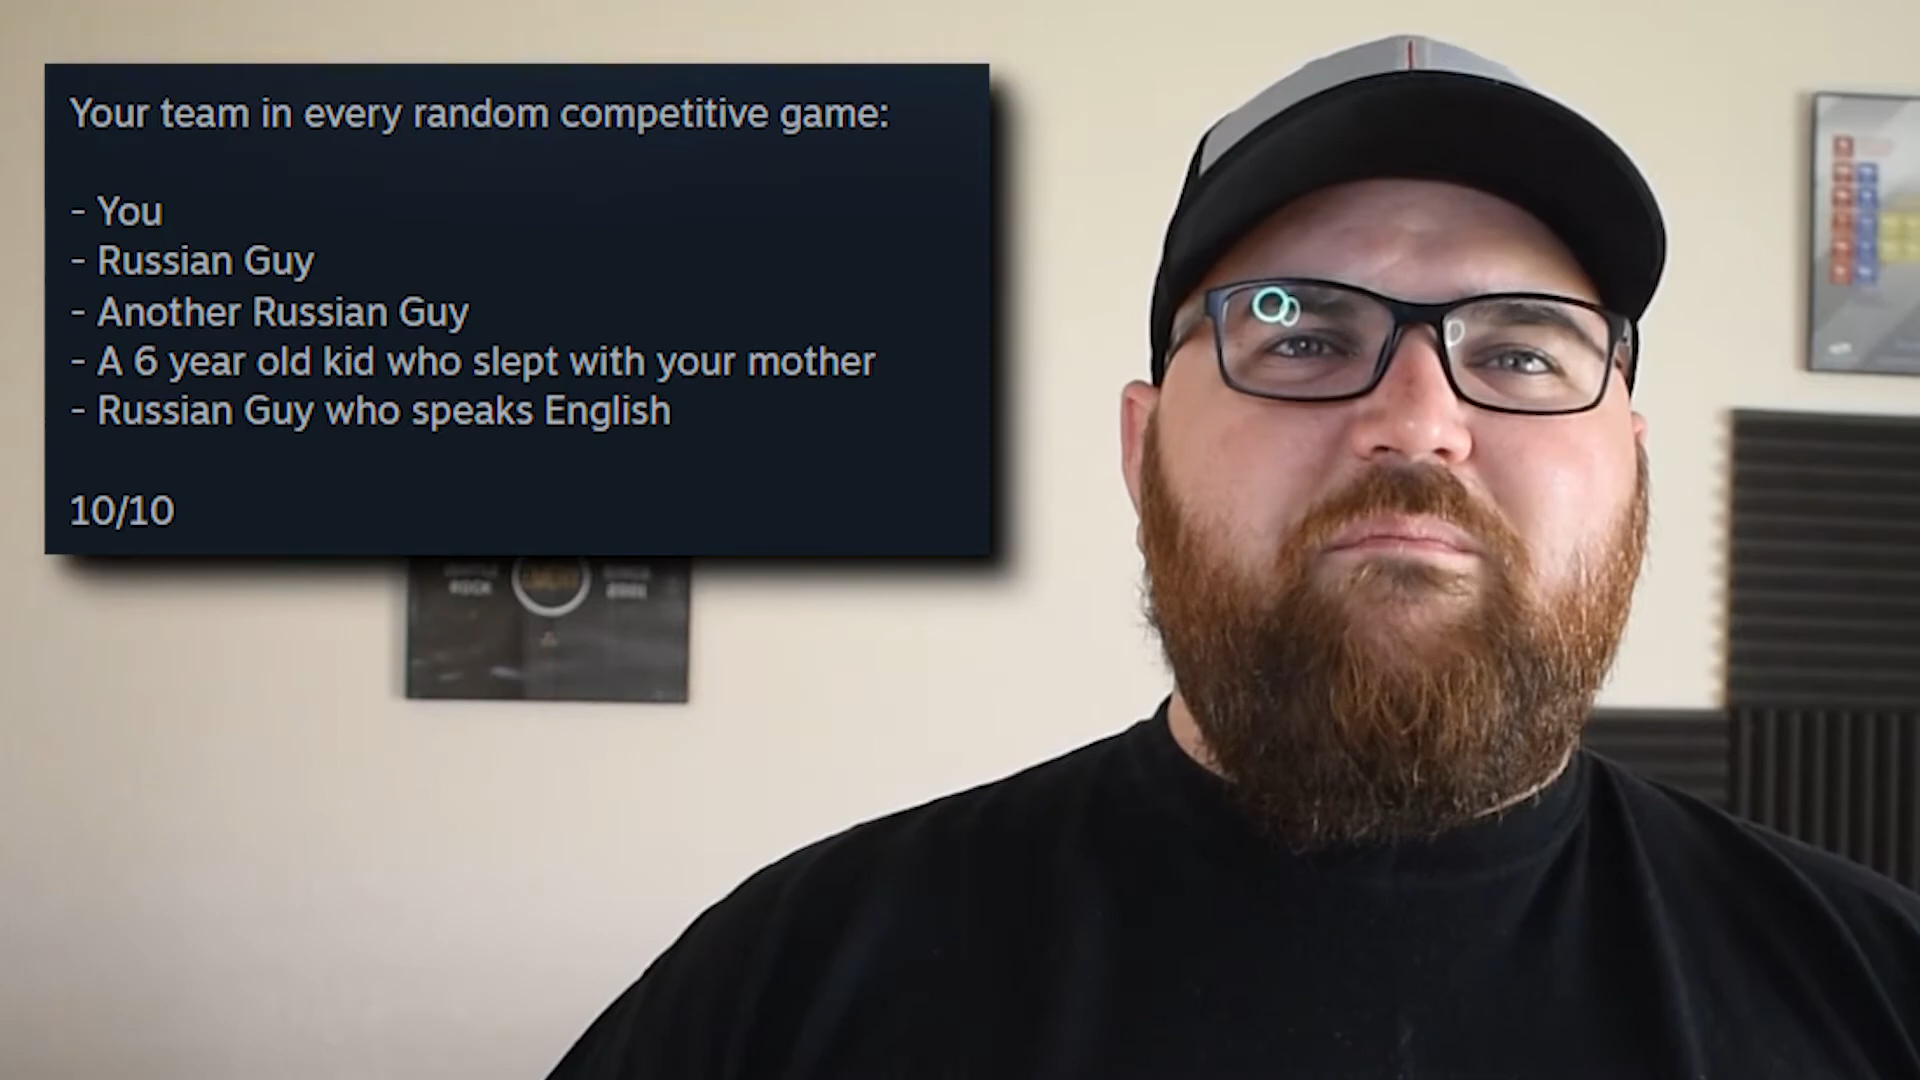 Your team in every random competitive game:
- You
- Russian Guy
- Another Russian Guy
- A 6 year old kid who slept with your mother
- Russian Guy who speaks English
10/10
ROCK